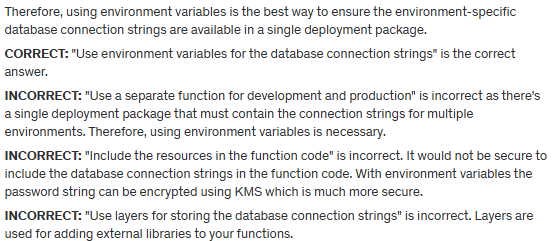 Therefore, using environment variables is the best way to ensure the environment-specific
database connection strings are available in a single deployment package.
CORRECT: "Use environment variables for the database connection strings" is the correct
answer.
INCORRECT: "Use a separate function for development and production" is incorrect as there's
a single deployment package that must contain the connection strings for multiple
environments. Therefore, using environment variables is necessary.
INCORRECT: "Include the resources in the function code" is incorrect. It would not be secure to
include the database connection strings in the function code. With environment variables the
password string can be encrypted using KMS which is much more secure.
INCORRECT: "Use layers for storing the database connection strings" is incorrect. Layers are
used for adding external libraries to your functions.